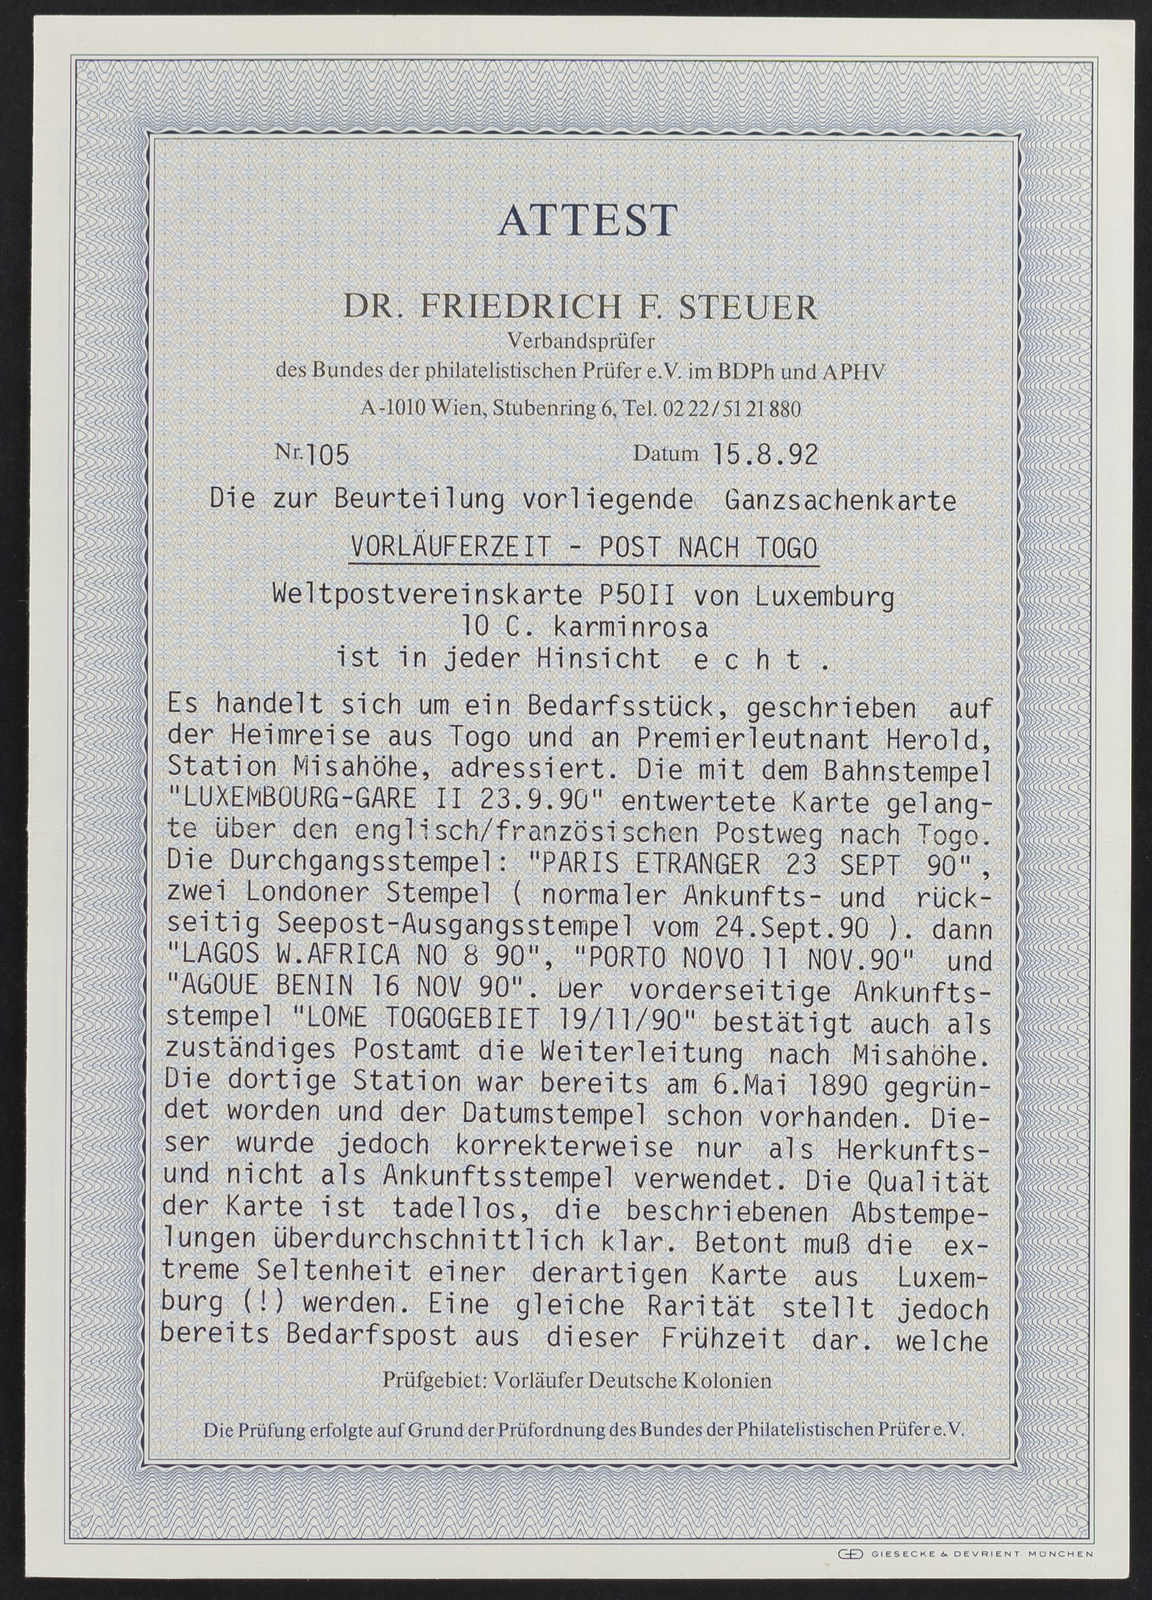 ATTEST
DR. FRIEDRICH F. STEUER
Verbandsprüfer
des Bundes der philatelistischen Prüfer e.V. im BDPh und APHV
A-1010 Wien, Stubenring 6, Tel. 02 22/51 21 880
Nr. 105 Datum 15.8.92
Die zur Beurteilung vorliegende Ganzsachenkarte
VORLÄUFERZEIT - POST NACH TOGO
Weltpostvereinskarte P50II von Luxemburg
10 C. karminrosa
ist in jeder Hinsicht e c h t .
Es handelt sich um ein Bedarfsstück, geschrieben auf
der Heimreise aus Togo und an Premierleutnant Herold,
Station Misahöhe, adressiert. Die mit dem Bahnstempel
"LUXEMBOURG-GARE II 23.9.90" entwertete Karte gelang-
te über den englisch/französischen Postweg nach Togo.
Die Durchgangsstempel: "PARIS ETRANGER 23 SEPT 90",
zwei Londoner Stempel ( normaler Ankunfts- und rück-
seitig Seepost-Ausgangsstempel vom 24.Sept.90 ). dann
"LAGOS W.AFRICA NO 8 90", "PORTO NOVO 11 NOV.90" und
"AGOUE BENIN 16 NOV 90". Der vorderseitige Ankunfts-
stempel "LOME TOGOGEBIET 19/11/90" bestätigt auch als
zuständiges Postamt die Weiterleitung nach Misahöhe.
Die dortige Station war bereits am 6.Mai 1890 gegrün-
det worden und der Datumstempel schon vorhanden. Die-
ser wurde jedoch korrekterweise nur als Herkunfts-
und nicht als Ankunftsstempel verwendet. Die Qualität
der Karte ist tadellos, die beschriebenen Abstempe-
lungen überdurchschnittlich klar. Betont muß die ex-
treme Seltenheit einer derartigen Karte aus Luxem-
burg (!) werden. Eine gleiche Rarität stellt jedoch
bereits Bedarfspost aus dieser Frühzeit dar. welche
Prüfgebiet: Vorläufer Deutsche Kolonien
Die Prüfung erfolgte auf Grund der Prüfordnung des Bundes der Philatelistischen Prüfer e.V.
GIESECKE & DEVRIENT MÜNCHEN